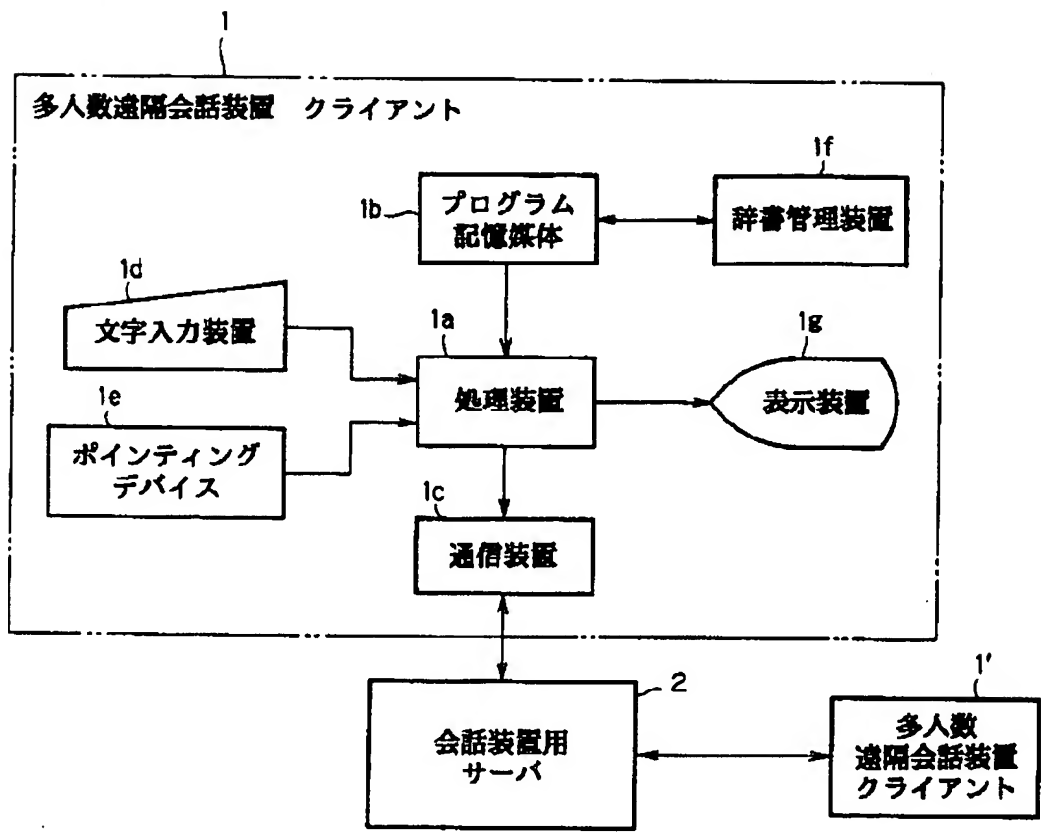 1
多人数遠隔会話装置 クライアント
1f
1b
プログラム
記憶媒体
辞書管理装置
1d
文字入力装置
1a
処理装置
1g
表示装置
1e
ポインティング
デバイス
1c
通信装置
2
会話装置用
サーバ
1'
多人数
遠隔会話装置
クライアント